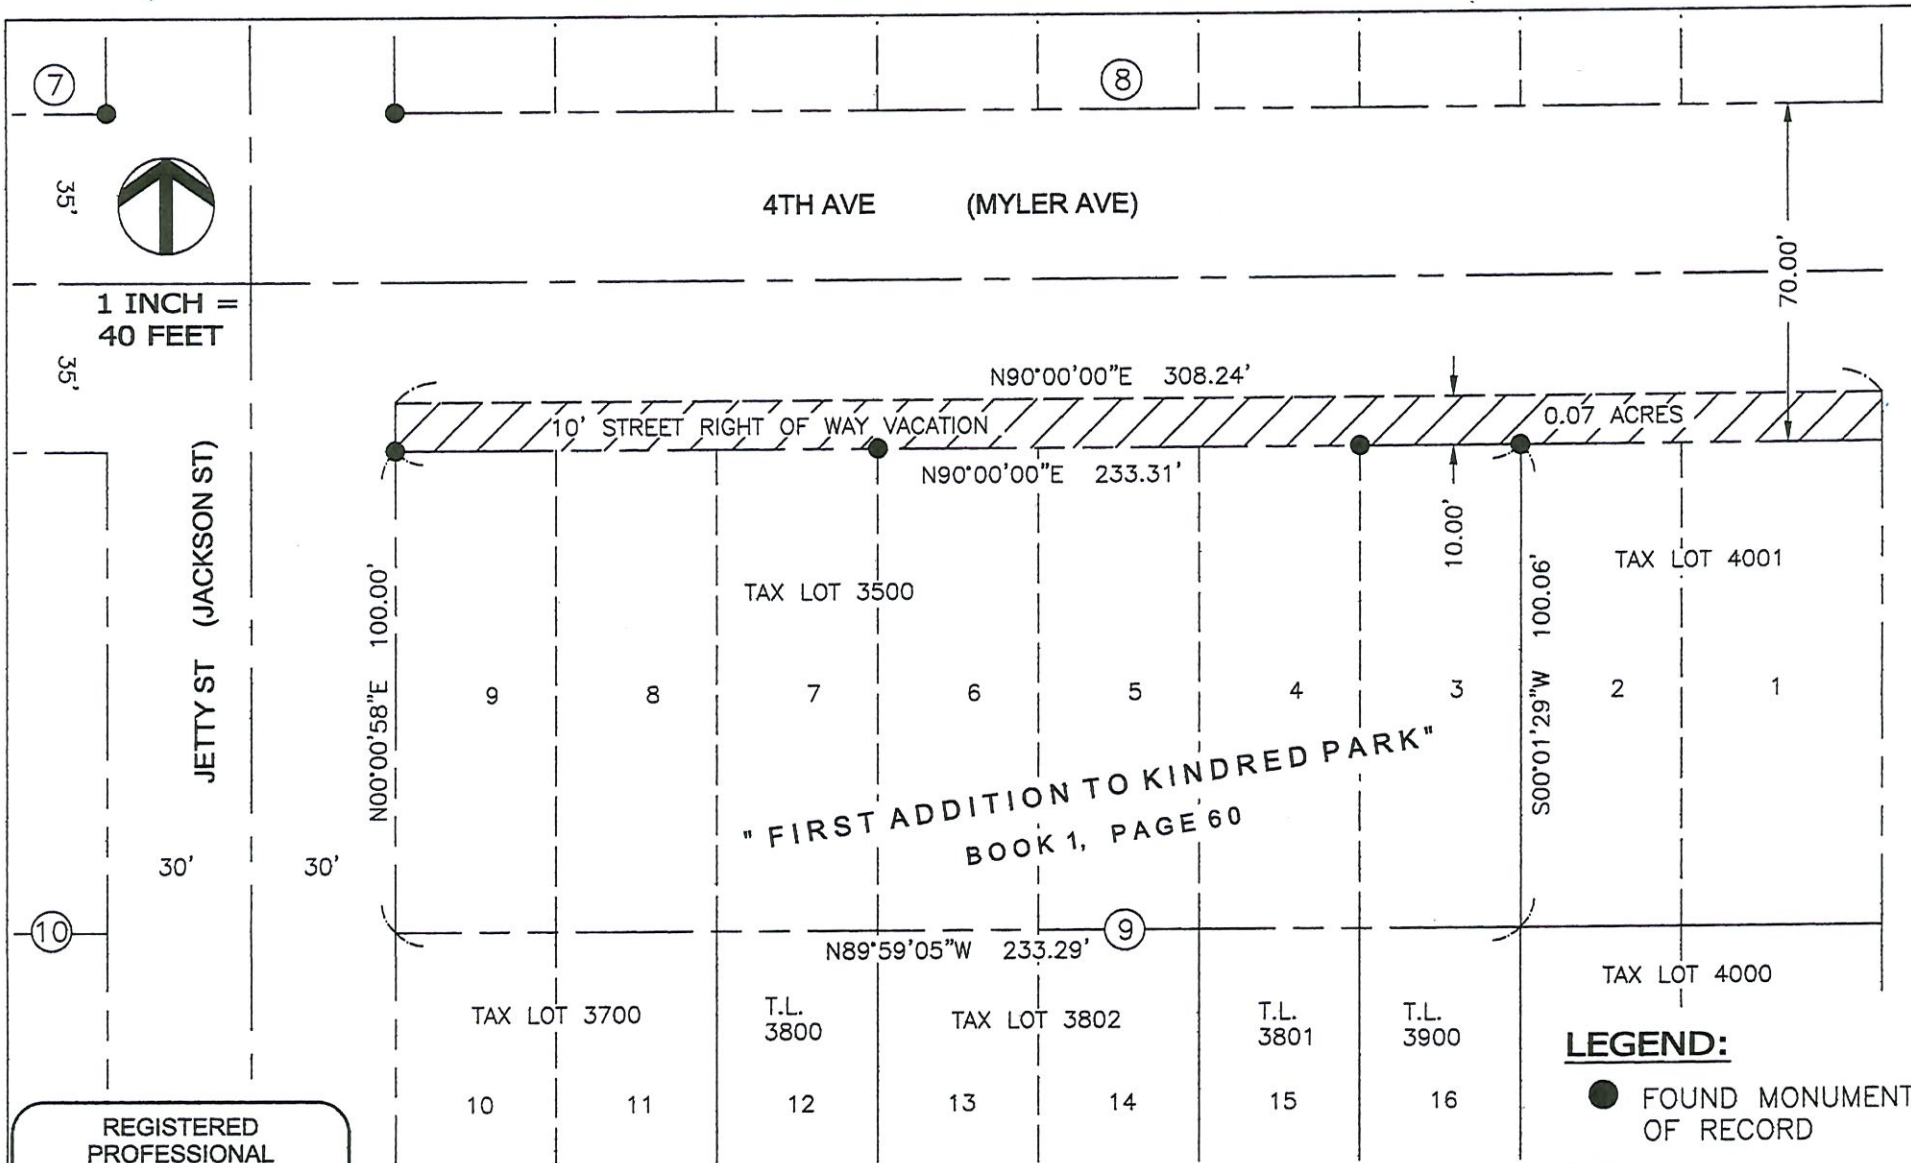 7
8
35'
4TH AVE (MYLER AVE)
70.00'
1 INCH =
40 FEET
35'
N90°00'00"E 308.24'
10' STREET RIGHT OF WAY VACATION
0.07 ACRES
N90°00'00"E 233.31'
10.00'
JETTY ST (JACKSON ST)
N00°00'58"E 100.00'
TAX LOT 3500
S00°01'29"W 100.06'
TAX LOT 4001
9 8 7 6 5 4 3 2 1
"FIRST ADDITION TO KINDRED PARK"
BOOK 1, PAGE 60
30' 30'
10
9
N89°59'05"W 233.29'
TAX LOT 3700
T.L.
3800
TAX LOT 3802
T.L.
3801
T.L.
3900
TAX LOT 4000
10 11 12 13 14 15 16
LEGEND:
FOUND MONUMENT
OF RECORD
REGISTERED
PROFESSIONAL